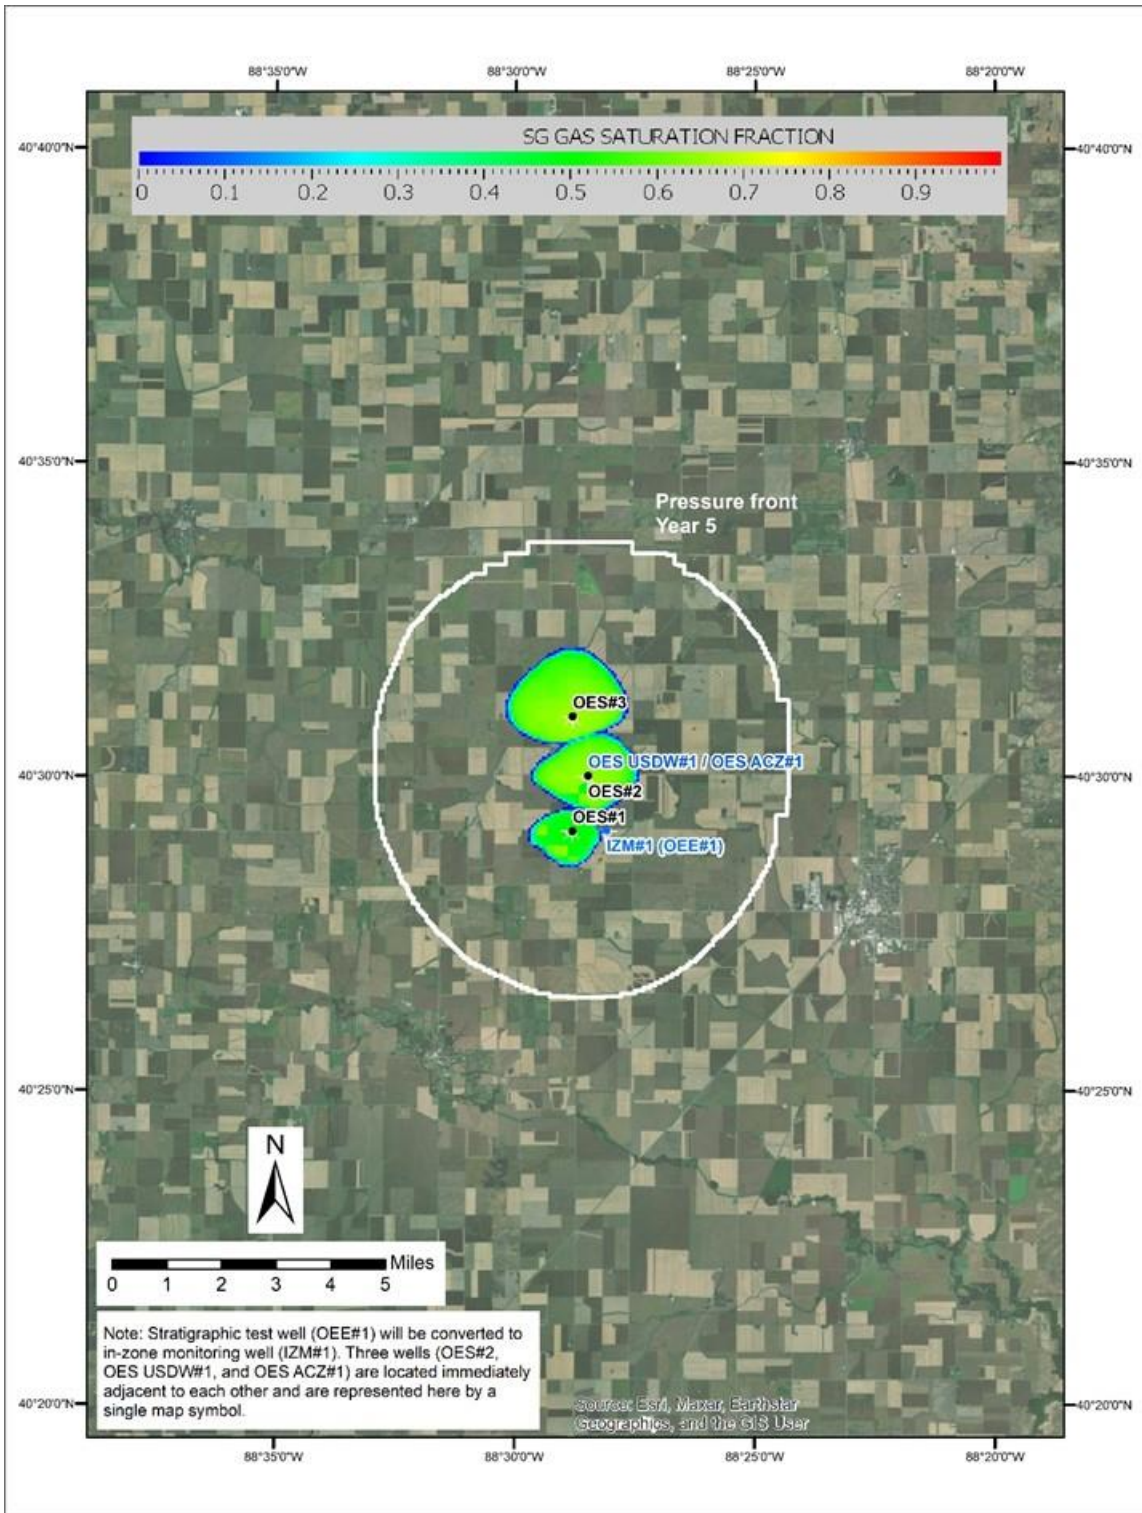 88°35'0"W 88°30'0"W 88°25'0"W 88°20'0"W
40°40'0"N 40°40'0"N
SG GAS SATURATION FRACTION
0 0.1 0.2 0.3 0.4 0.5 0.6 0.7 0.8 0.9
40°35'0"N 40°35'0"N
Pressure front
Year 5
OES#3
OES USDW#1 / OES ACZ#1
40°30'0"N 40°30'0"N
OES#2
OES#1
IZM#1 (OEE#1)
40°25'0"N 40°25'0"N
N
Miles
0 1 2 3 4 5
Note: Stratigraphic test well (OEE#1) will be converted to
in-zone monitoring well (IZM#1). Three wells (OES#2,
OES USDW#1, and OES ACZ#1) are located immediately
adjacent to each other and are represented here by a
single map symbol.
Source: Esri, Maxar, Earthstar
Geographics, and the GIS User
40°20'0"N 40°20'0"N
88°35'0"W 88°30'0"W 88°25'0"W 88°20'0"W